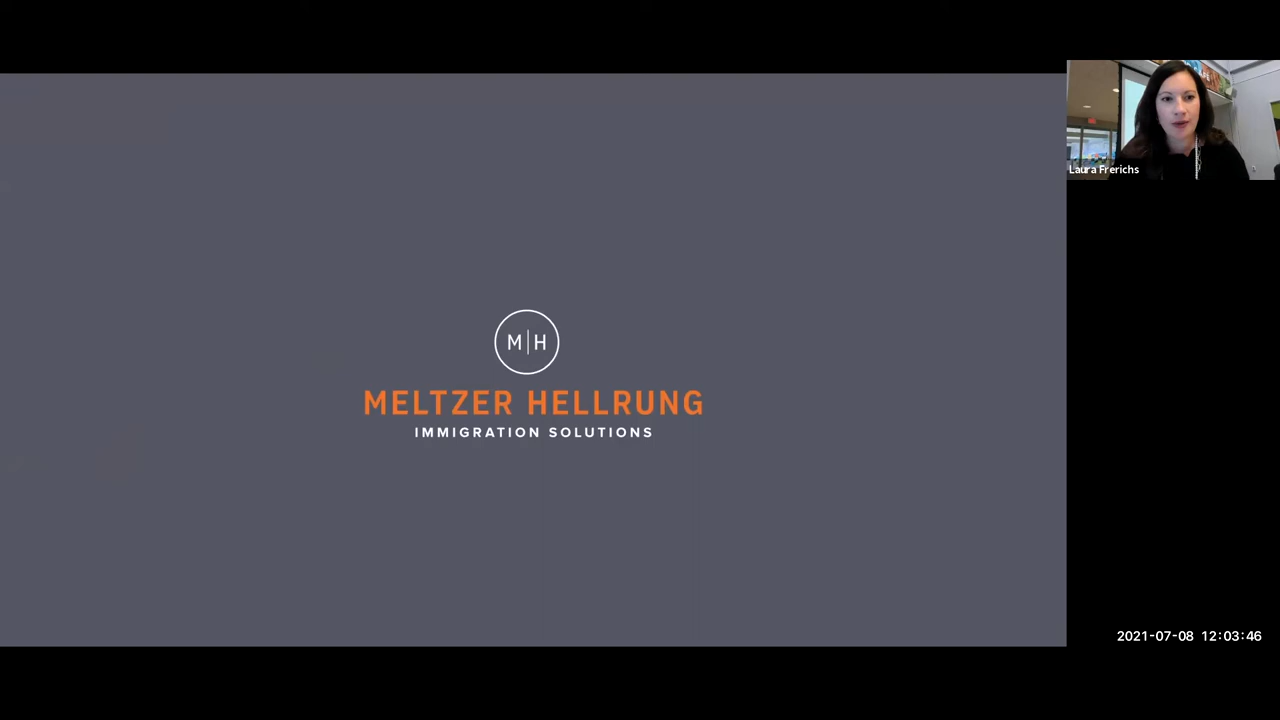 M|H
MELTZER HELLRUNG
IMMIGRATION SOLUTIONS
Laura Frerichs
2021-07-08 12:03:46